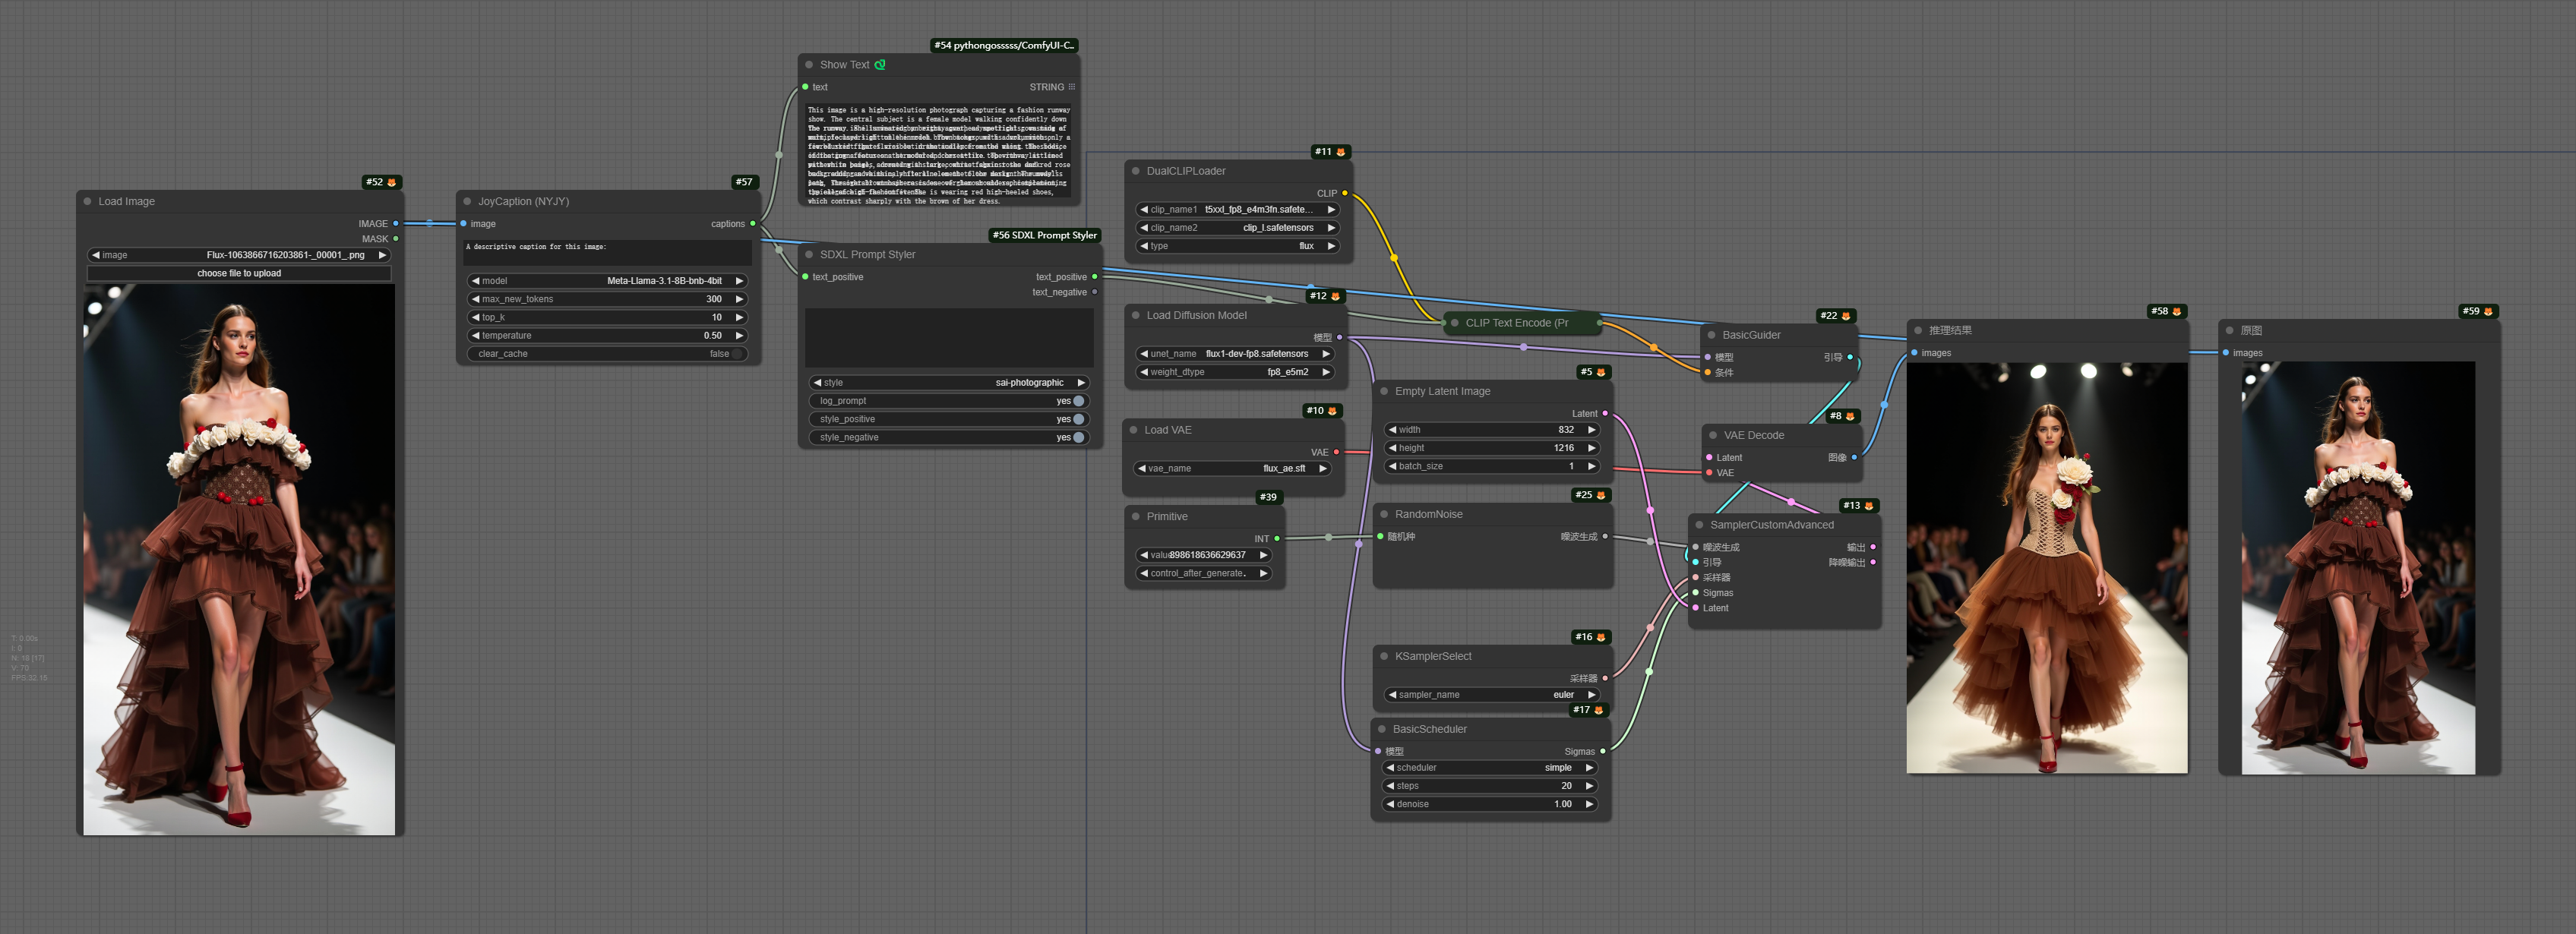 #52
Load Image
IMAGE
MASK
image Flux-1063866716203861-_00001_.png
choose file to upload
#57
JoyCaption (NYJY)
image captions
A descriptive caption for this image:
model Meta-Llama-3.1-8B-bnb-4bit
max_new_tokens 300
top_k 10
temperature 0.50
clear_cache false
#54 pythongosssss/ComfyUI-C...
Show Text
text STRING
This image is a high-resolution photograph capturing a fashion runway
show. The central subject is a female model walking confidently down
which contrast sharply with the brown of her dress.
#56 SDXL Prompt Styler
SDXL Prompt Styler
text_positive text_positive
text_negative
style sai-photographic
log_prompt yes
style_positive yes
style_negative yes
#11
DualCLIPLoader
CLIP
clip_name1 t5xxl_fp8_e4m3fn.safete...
clip_name2 clip_l.safetensors
type flux
#12
Load Diffusion Model
模型
unet_name flux1-dev-fp8.safetensors
weight_dtype fp8_e5m2
#10
Load VAE
VAE
vae_name flux_ae.sft
#39
Primitive
INT
value 898618636629637
control_after_generate.
CLIP Text Encode (Pr
#5
Empty Latent Image
Latent
width 832
height 1216
batch_size 1
#25
RandomNoise
随机种 噪波生成
#16
KSamplerSelect
采样器
sampler_name euler
#17
BasicScheduler
模型 Sigmas
scheduler simple
steps 20
denoise 1.00
#22
BasicGuider
模型 引导
条件
#8
VAE Decode
Latent 图像
VAE
#13
SamplerCustomAdvanced
噪波生成 输出
引导 降噪输出
采样器
Sigmas
Latent
#58
推理结果
images
#59
原图
images
T: 0.00s
I: 0
N: 18 [17]
V: 70
FPS:32.15